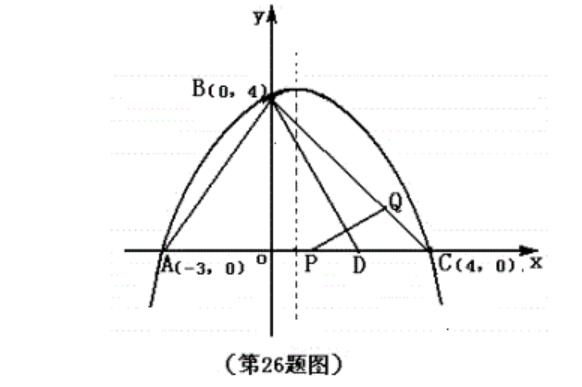 y
B(0, 4)
Q
A(-3, 0) o P D C(4, 0). x
(第26题图)